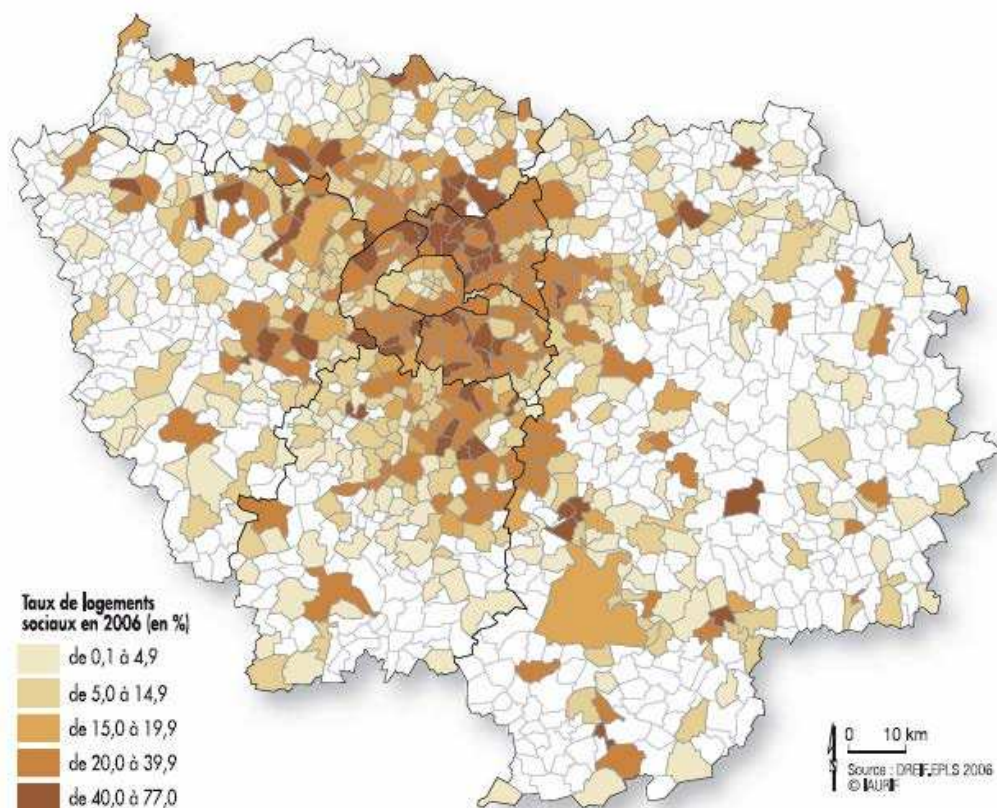 Taux de logements
sociaux en 2006 (en %)
de 0,1 à 4,9
de 5,0 à 14,9
de 15,0 à 19,9
de 20,0 à 39,9
de 40,0 à 77,0
0 10 km
N
Source : DREIF, EPLS 2006
© IAURIF